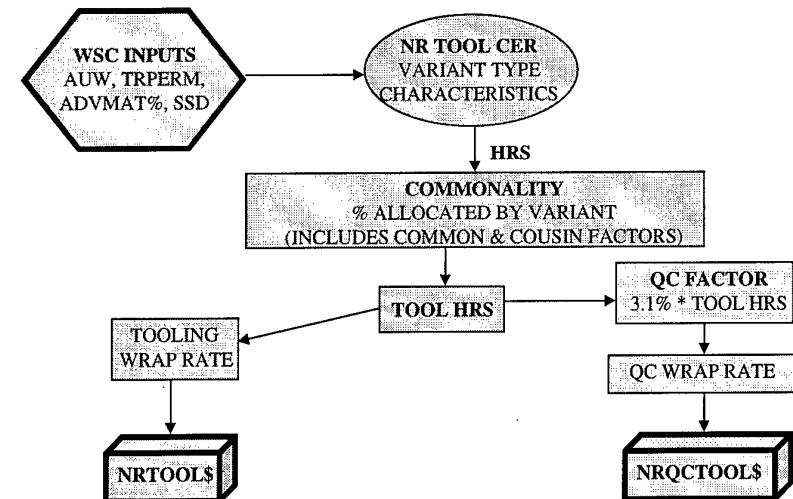 WSC INPUTS
AUW, TRPERM,
ADVMAT%, SSD
NR TOOL CER
VARIANT TYPE
CHARACTERISTICS
HRS
COMMONALITY
% ALLOCATED BY VARIANT
(INCLUDES COMMON & COUSIN FACTORS)
TOOL HRS
QC FACTOR
3.1% * TOOL HRS
TOOLING
WRAP RATE
QC WRAP RATE
NRTOOL$
NRQCTOOL$